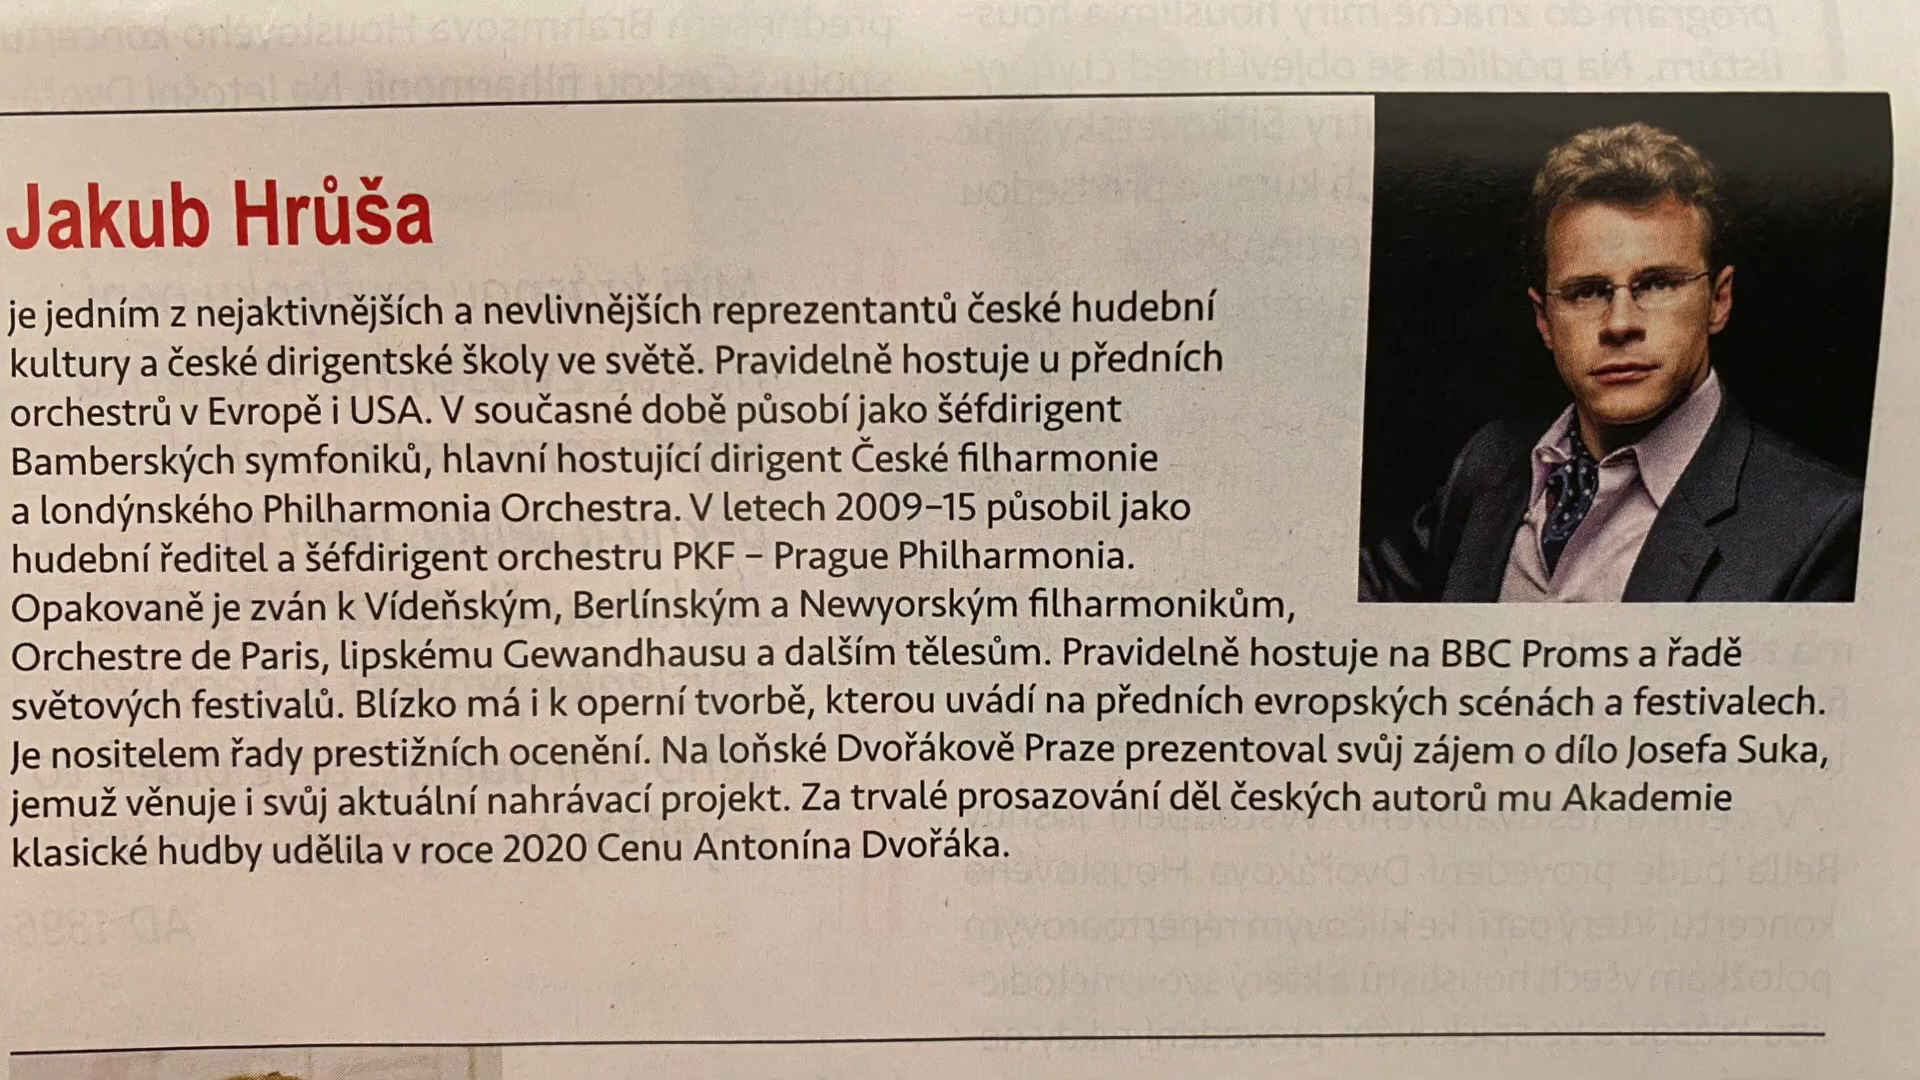 Jakub Hrůša
je jedním z nejaktivnějších a nevlivnějších reprezentantů české hudební
kultury a české dirigentské školy ve světě. Pravidelně hostuje u předních
orchestrů v Evropě i USA. V současné době působí jako šéfdirigent
Bamberských symfoniků, hlavní hostující dirigent České filharmonie
a londýnského Philharmonia Orchestra. V letech 2009–15 působil jako
hudební ředitel a šéfdirigent orchestru PKF – Prague Philharmonia.
Opakovaně je zván k Vídeňským, Berlínským a Newyorským filharmonikům,
Orchestre de Paris, lipskému Gewandhausu a dalším tělesům. Pravidelně hostuje na BBC Proms a řadě
světových festivalů. Blízko má i k operní tvorbě, kterou uvádí na předních evropských scénách a festivalech.
Je nositelem řady prestižních ocenění. Na loňské Dvořákově Praze prezentoval svůj zájem o dílo Josefa Suka,
jemuž věnuje i svůj aktuální nahrávací projekt. Za trvalé prosazování děl českých autorů mu Akademie
klasické hudby udělila v roce 2020 Cenu Antonína Dvořáka.